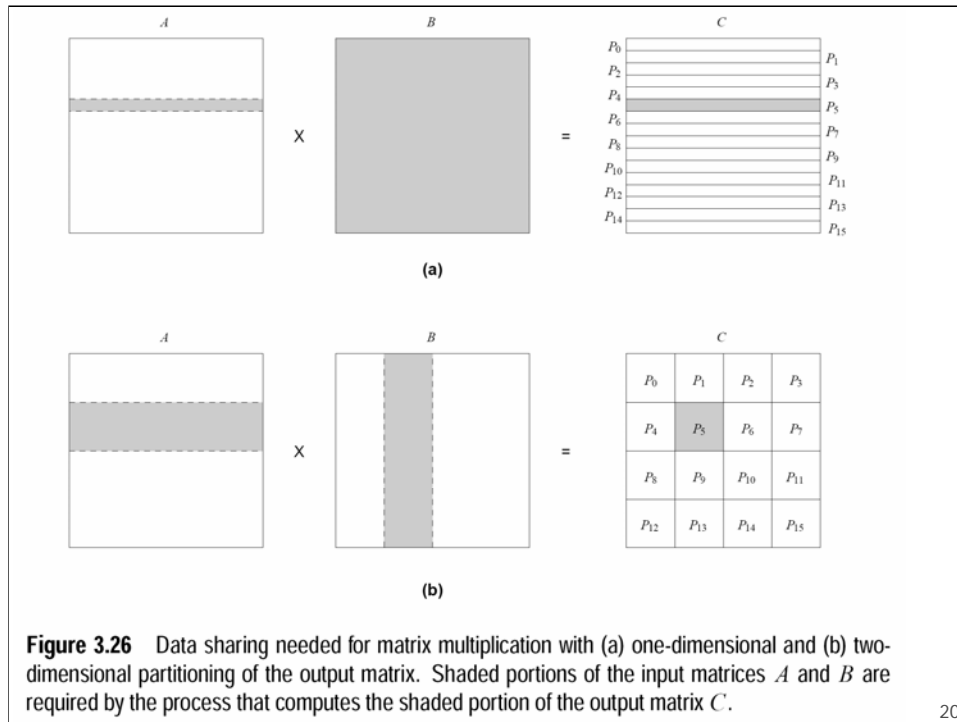 A B C
P0
P1
P2
P3
P4
P5
P6
P7
P8
P9
P10
P11
P12
P13
P14
P15
X =
(a)
A B C
P0 P1 P2 P3
P4 P5 P6 P7
X =
P8 P9 P10 P11
P12 P13 P14 P15
(b)
Figure 3.26 Data sharing needed for matrix multiplication with (a) one-dimensional and (b) two-
dimensional partitioning of the output matrix. Shaded portions of the input matrices A and B are
required by the process that computes the shaded portion of the output matrix C.
20